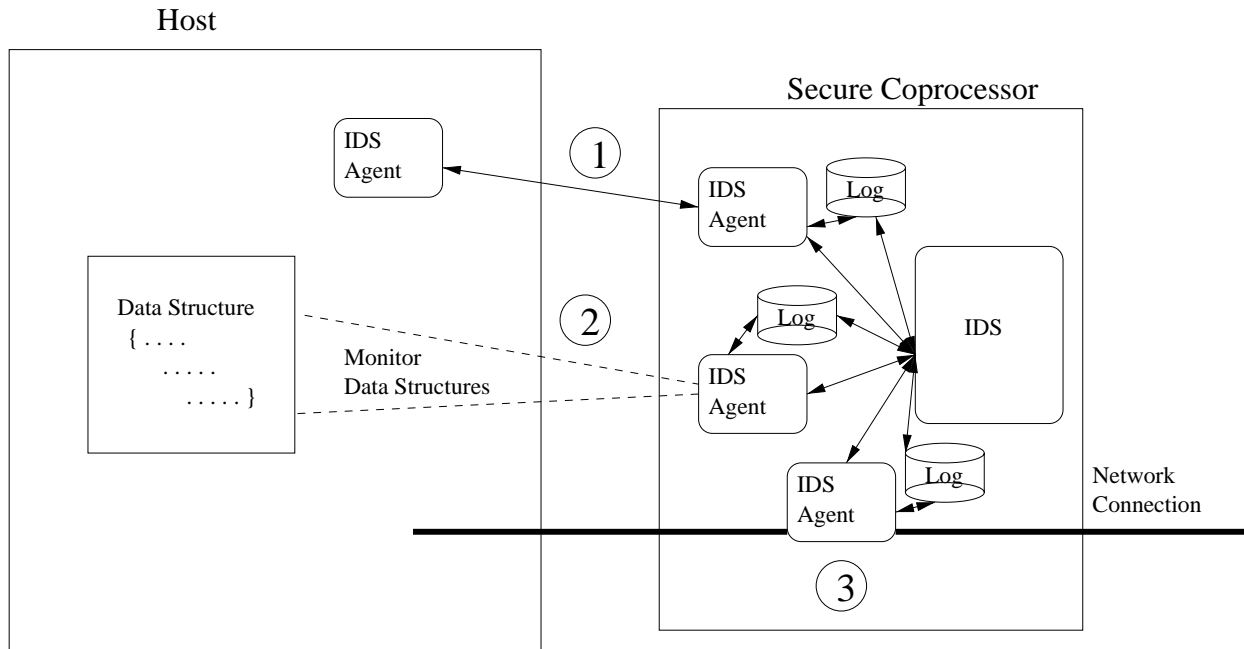 Host
Secure Coprocessor
IDS
Agent
1
IDS
Agent
Log
Data Structure
{ . . . .
. . . . .
. . . . . }
Monitor
Data Structures
2
Log
IDS
Agent
IDS
IDS
Agent
Log
Network
Connection
3